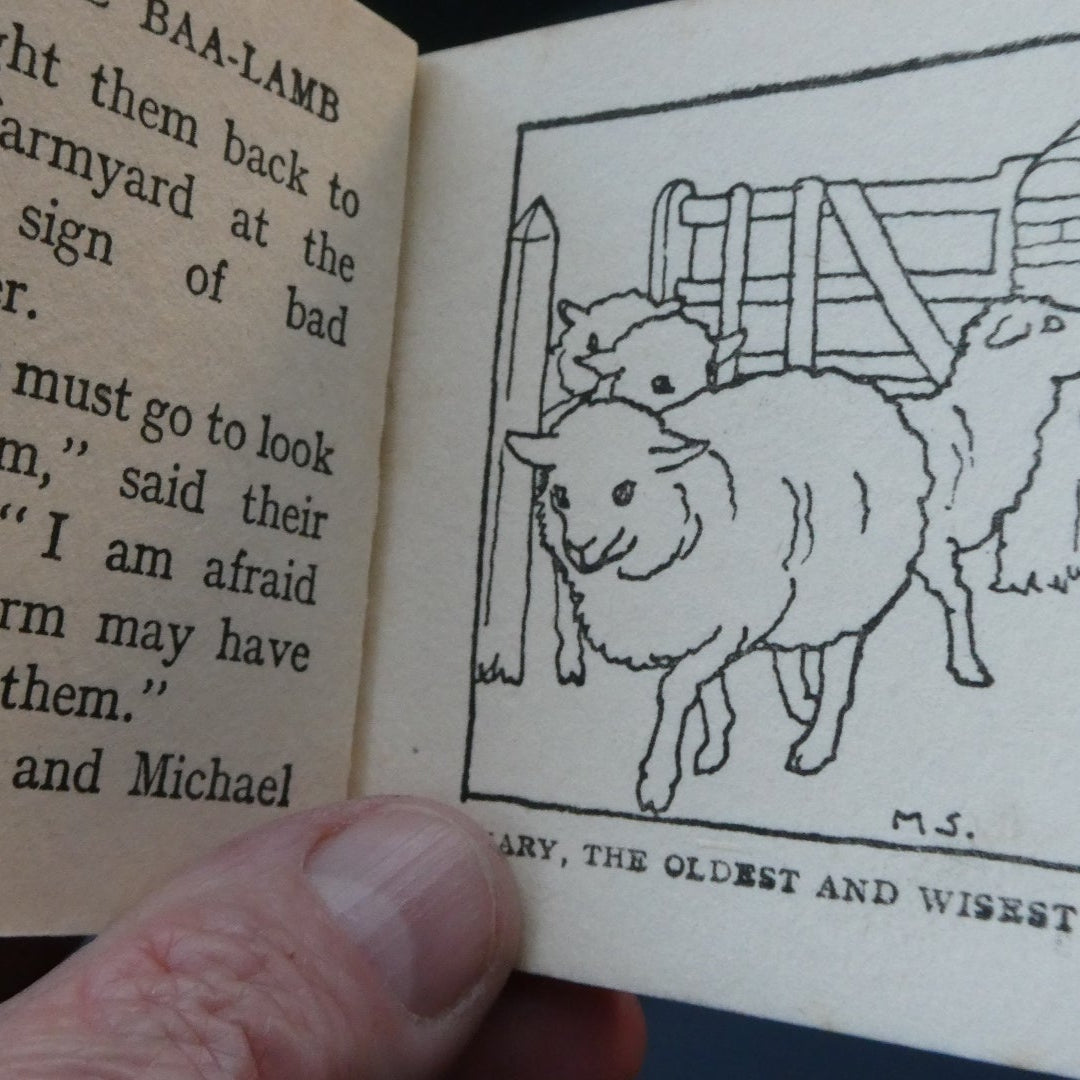 BAA-LAMB
ght them back to
armyard at the
sign of bad
er.
must go to look
m,” said their
“I am afraid
rm may have
them.”
and Michael
M S.
ARY, THE OLDEST AND WISEST